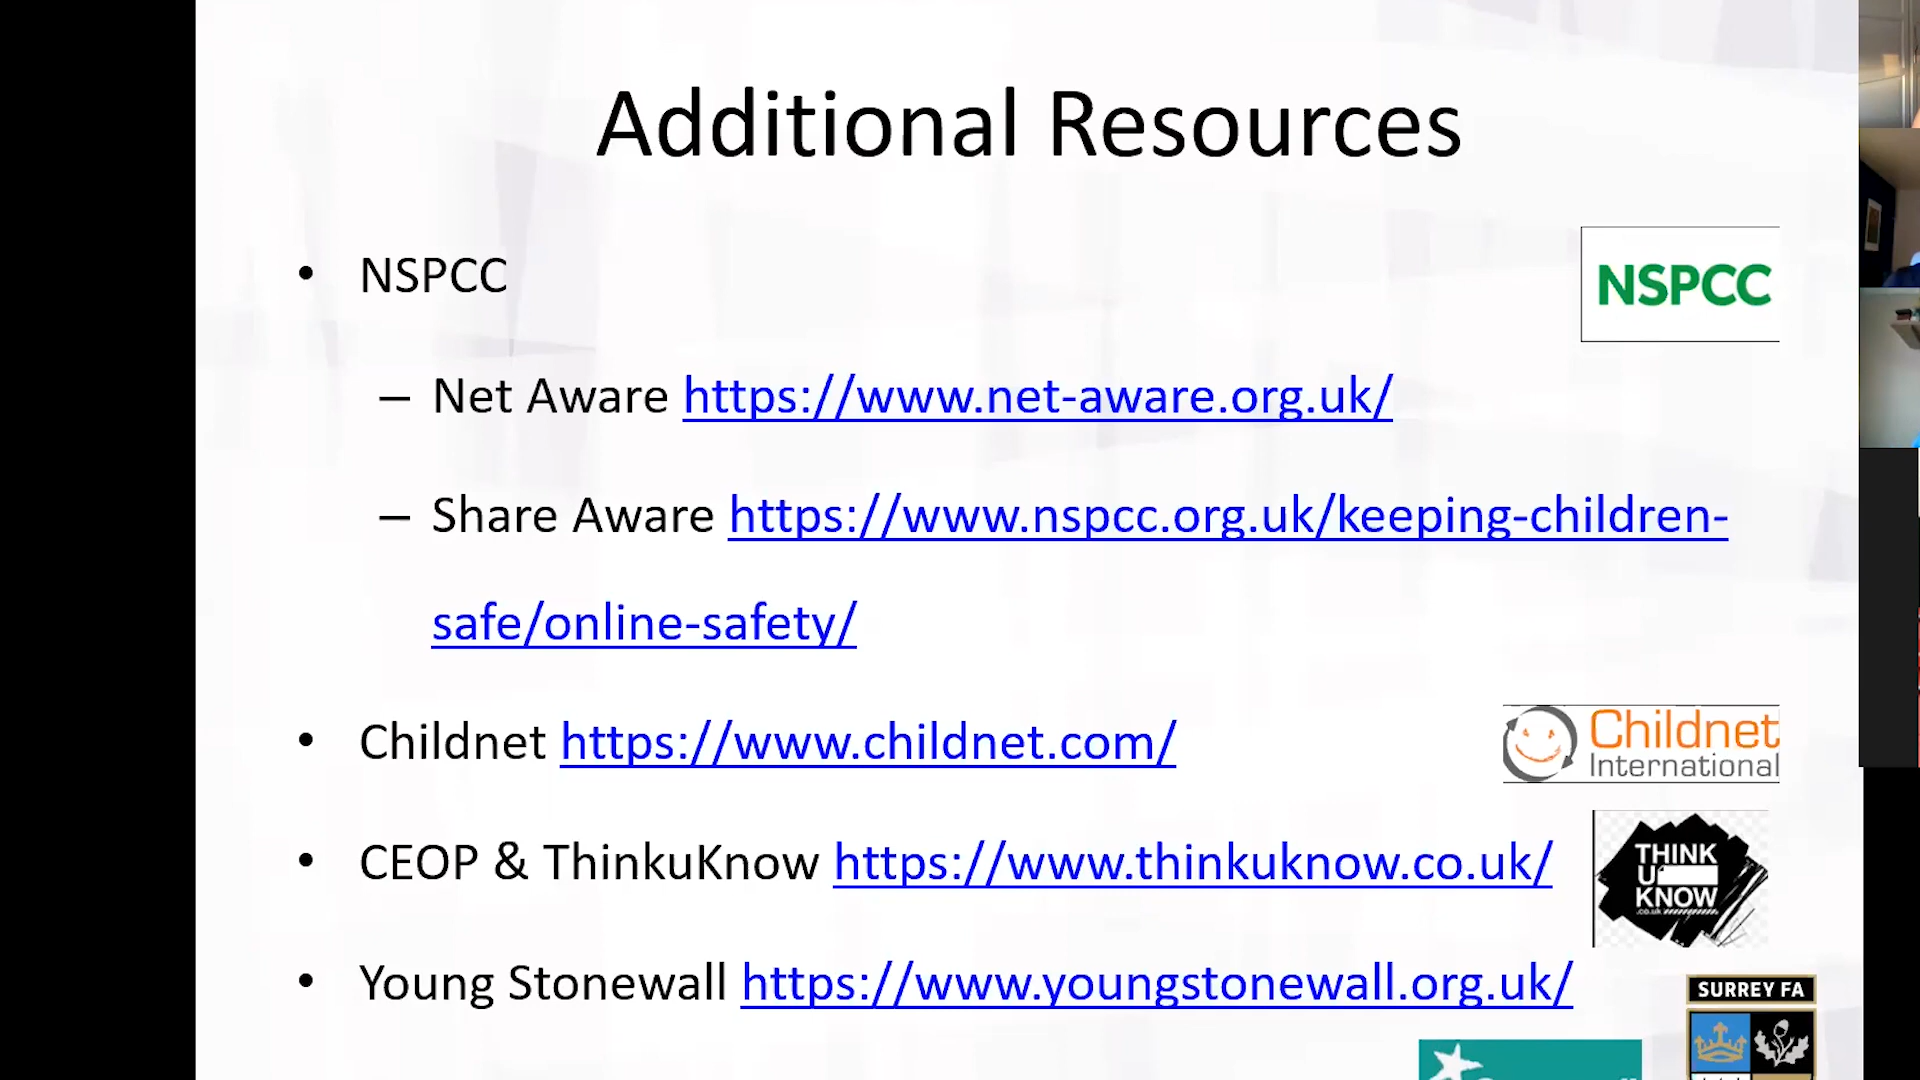 Additional Resources
• NSPCC
NSPCC
– Net Aware https://www.net-aware.org.uk/
– Share Aware https://www.nspcc.org.uk/keeping-children-
safe/online-safety/
• Childnet https://www.childnet.com/
Childnet
International
• CEOP & ThinkuKnow https://www.thinkuknow.co.uk/
THINK
U
KNOW
.co.uk
• Young Stonewall https://www.youngstonewall.org.uk/
SURREY FA